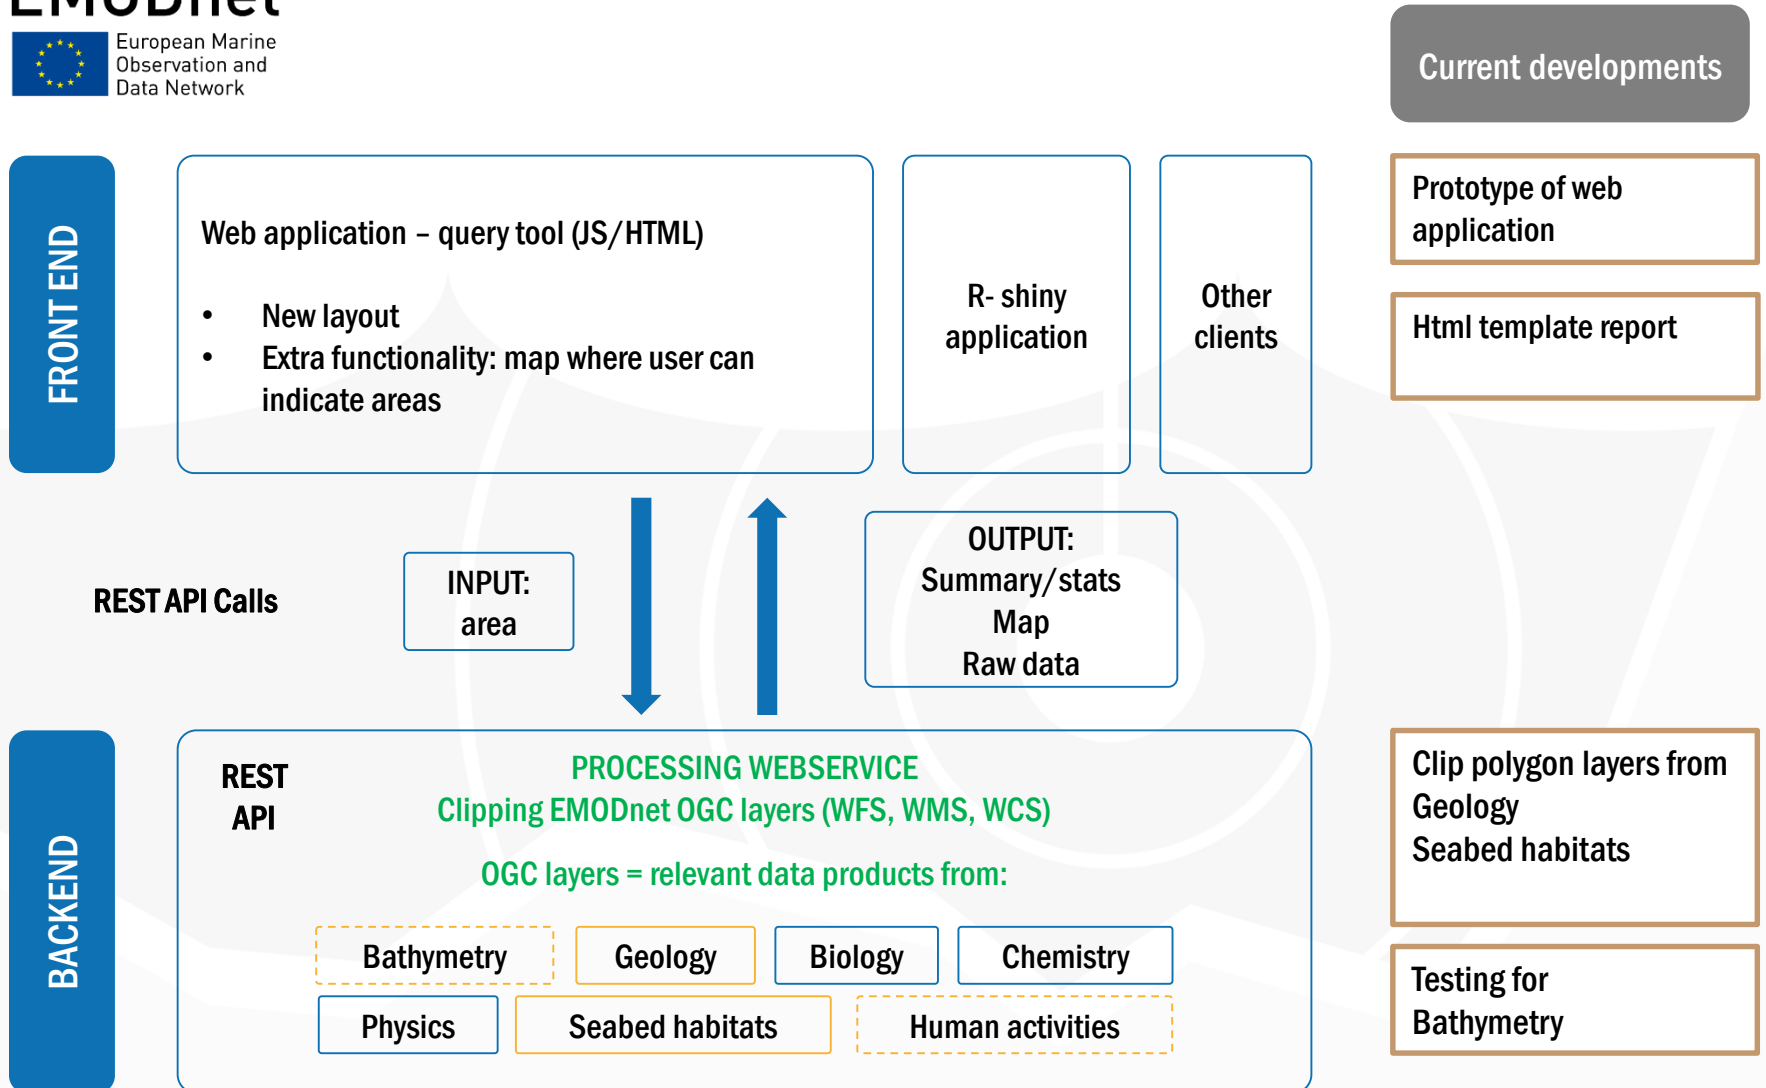 EMODnet
European Marine
Observation and
Data Network
Current developments
FRONT END
Web application – query tool (JS/HTML)
• New layout
• Extra functionality: map where user can
indicate areas
R- shiny
application
Other
clients
Prototype of web
application
Html template report
REST API Calls
INPUT:
area
OUTPUT:
Summary/stats
Map
Raw data
BACKEND
REST
API
PROCESSING WEBSERVICE
Clipping EMODnet OGC layers (WFS, WMS, WCS)
OGC layers = relevant data products from:
Bathymetry
Geology
Biology
Chemistry
Physics
Seabed habitats
Human activities
Clip polygon layers from
Geology
Seabed habitats
Testing for
Bathymetry